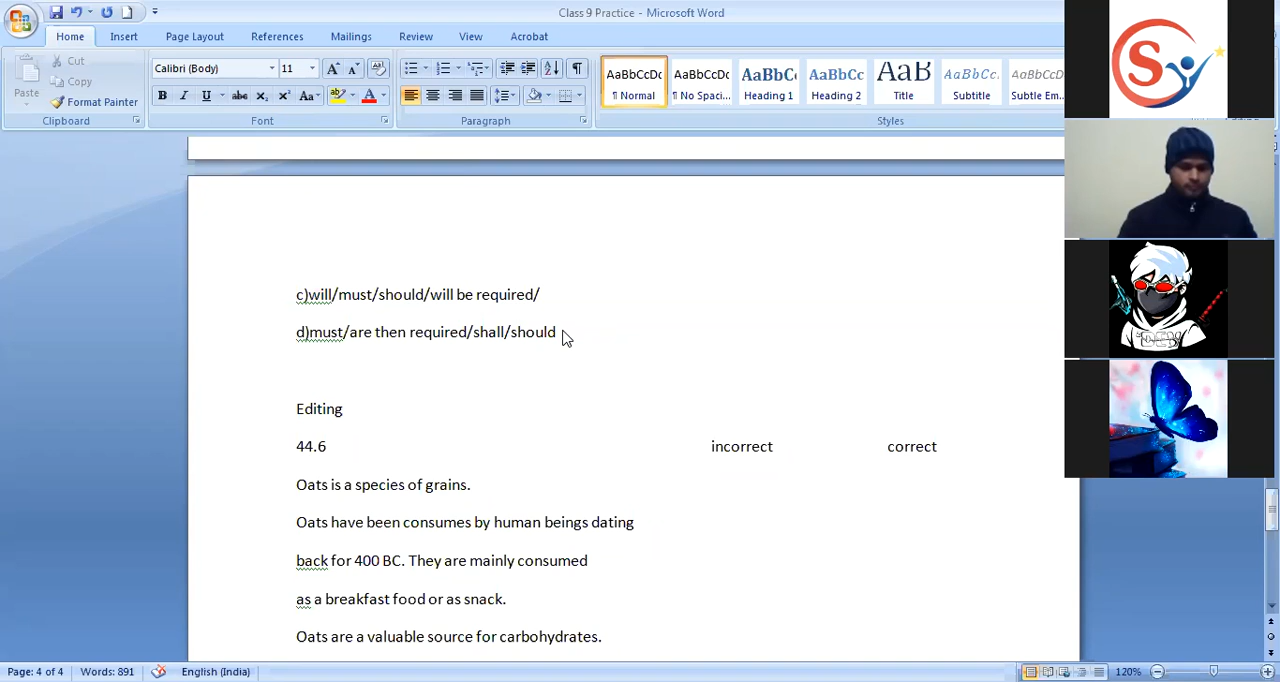 Class 9 Practice - Microsoft Word
Home Insert Page Layout References Mailings Review View Acrobat
Paste
Cut
Copy
Format Painter
Clipboard
Calibri (Body) 11
Font
Paragraph
AaBbCcDc AaBbCcDc AaBbC AaBbCc AaB AaBbCc. AaBbCcDc
¶ Normal ¶ No Spaci... Heading 1 Heading 2 Title Subtitle Subtle Em...
Styles
S
c)will/must/should/will be required/
d)must/are then required/shall/should
Editing
44.6 incorrect correct
Oats is a species of grains.
Oats have been consumes by human beings dating
back for 400 BC. They are mainly consumed
as a breakfast food or as snack.
Oats are a valuable source for carbohydrates.
Page: 4 of 4 Words: 891 English (India) 120%